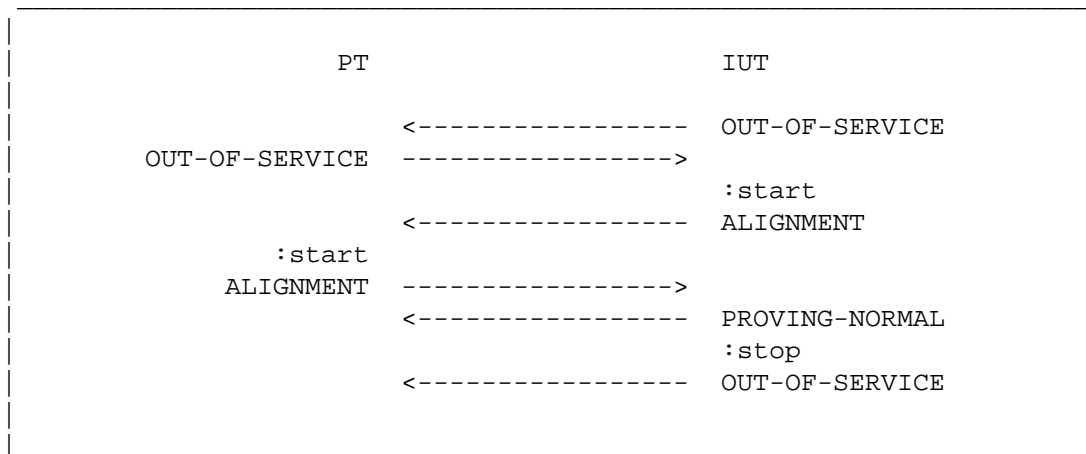 PT IUT
<----------------- OUT-OF-SERVICE
OUT-OF-SERVICE ----------------->
:start
<----------------- ALIGNMENT
:start
ALIGNMENT ----------------->
<----------------- PROVING-NORMAL
:stop
<----------------- OUT-OF-SERVICE